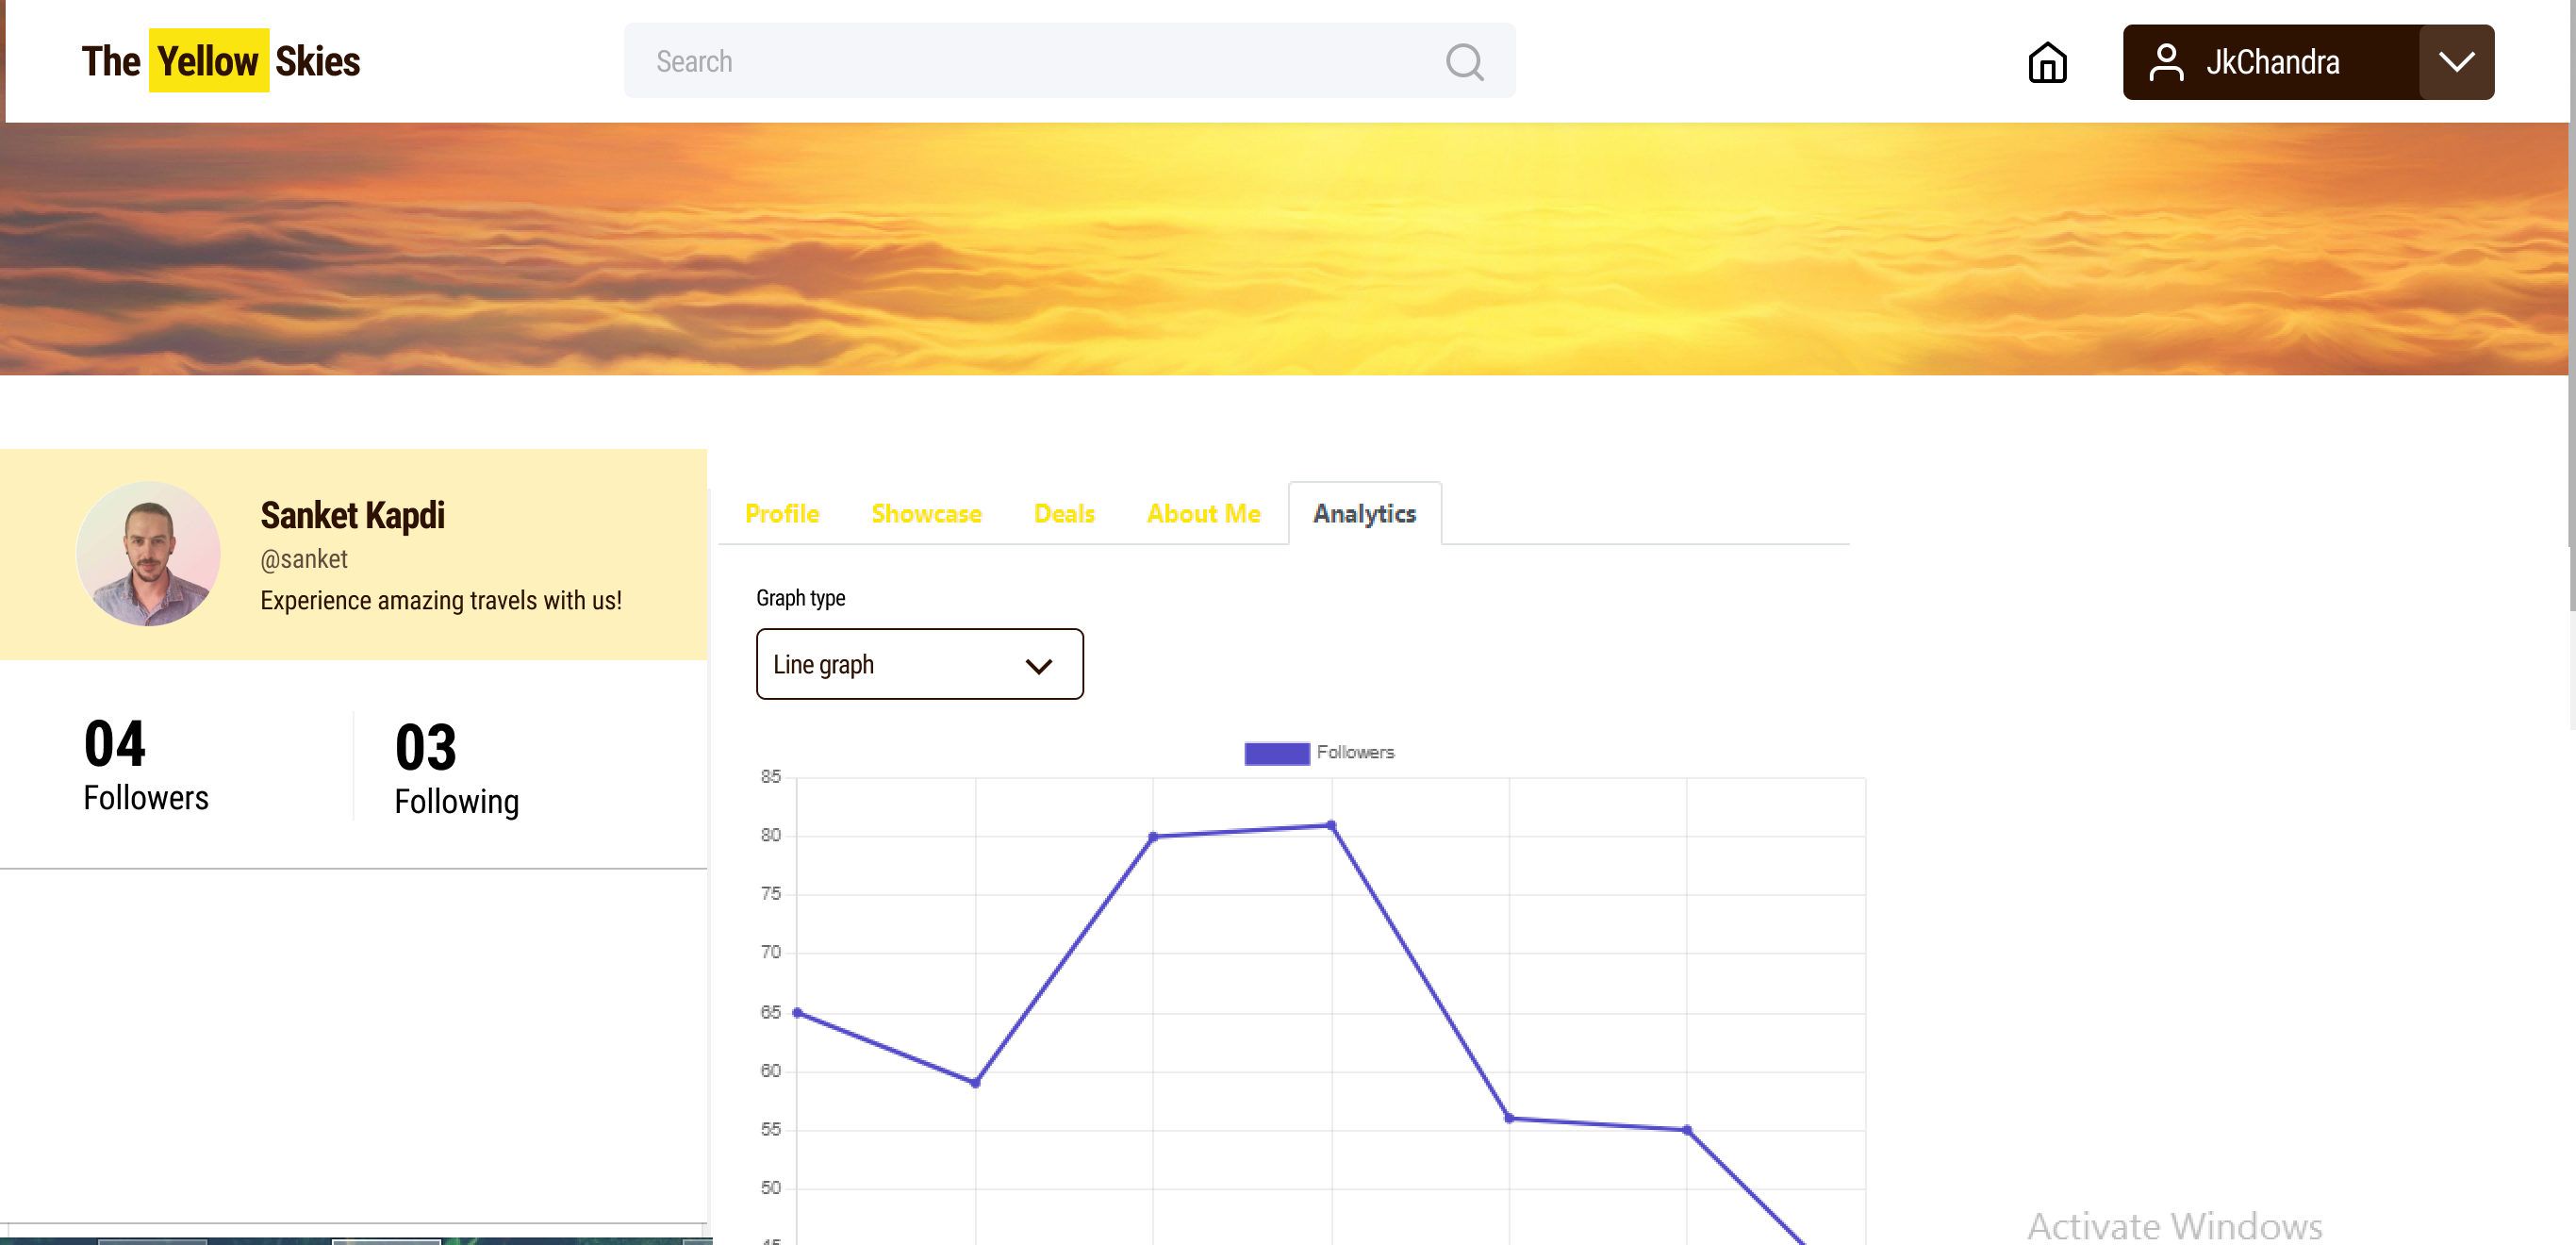 The Yellow Skies
Search
JkChandra
Sanket Kapdi
@sanket
Experience amazing travels with us!
04
Followers
03
Following
Profile
Showcase
Deals
About Me
Analytics
Graph type
Line graph
Followers
85
80
75
70
65
60
55
50
Activate Windows